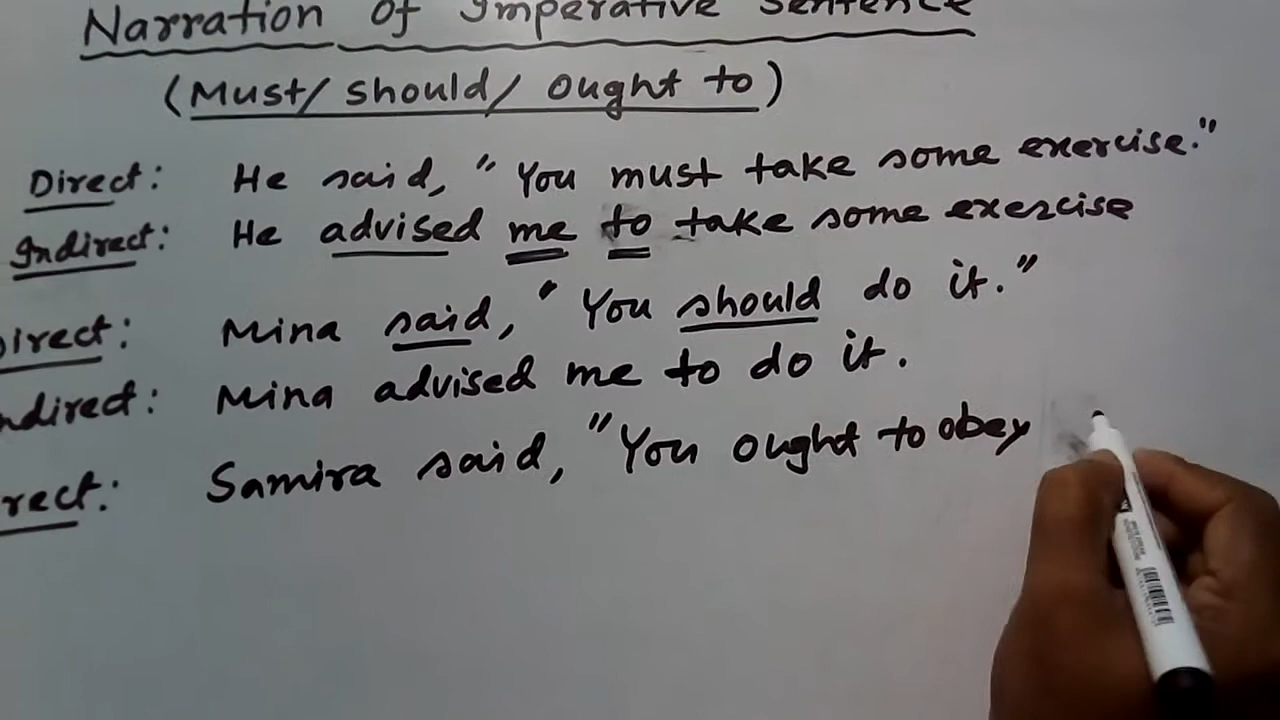 Narration of Imperative Sentence
(Must/ should/ ought to)
Direct: He said, "You must take some exercise."
Indirect: He advised me to take some exercise
Direct: Mina said, "You should do it."
Indirect: Mina advised me to do it.
rect: Samira said, "You ought to obey